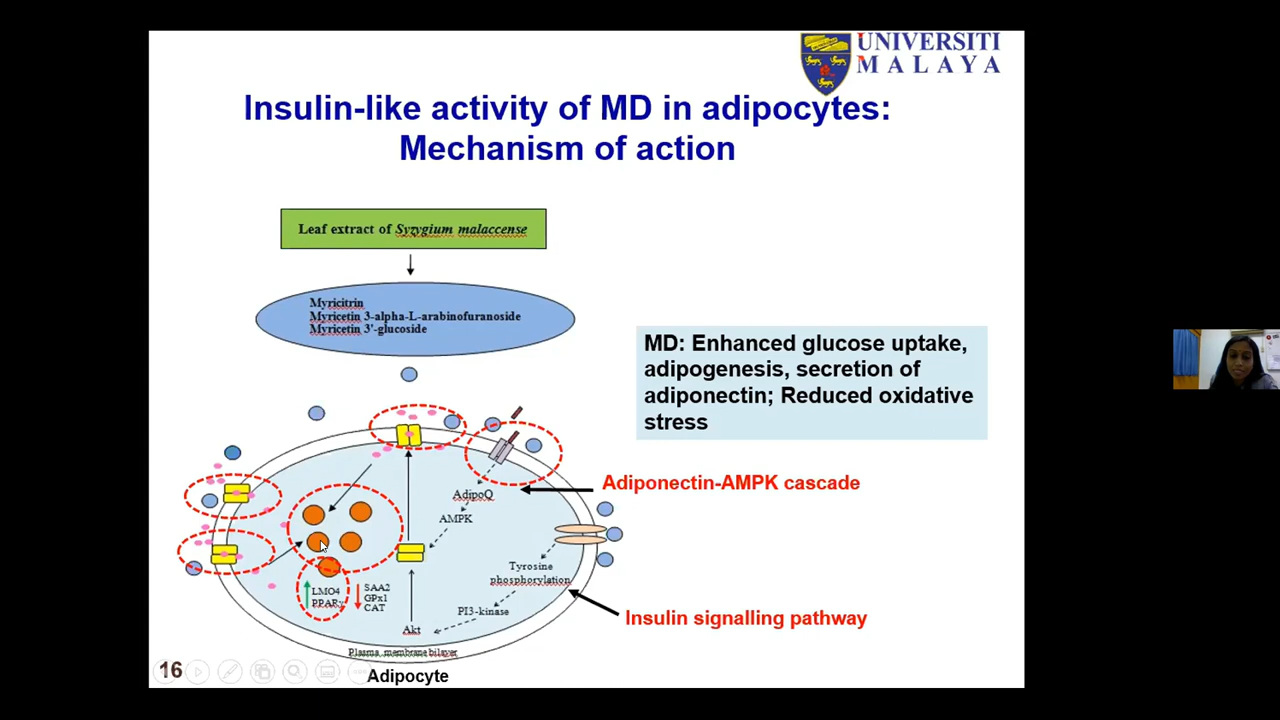 UNIVERSITI
MALAYA
Insulin-like activity of MD in adipocytes:
Mechanism of action
Leaf extract of Syzygium malaccense
Myricitrin
Myricetin 3-alpha-L-arabinofuranoside
Myricetin 3'-glucoside
MD: Enhanced glucose uptake,
adipogenesis, secretion of
adiponectin; Reduced oxidative
stress
Adiponectin-AMPK cascade
AdipoQ
AMPK
Tyrosine
phosphorylation
LMO4
PPARγ
SAA2
GPx1
CAT
PI3-kinase
Insulin signalling pathway
Akt
Plasma membrane bilayer
16
Adipocyte